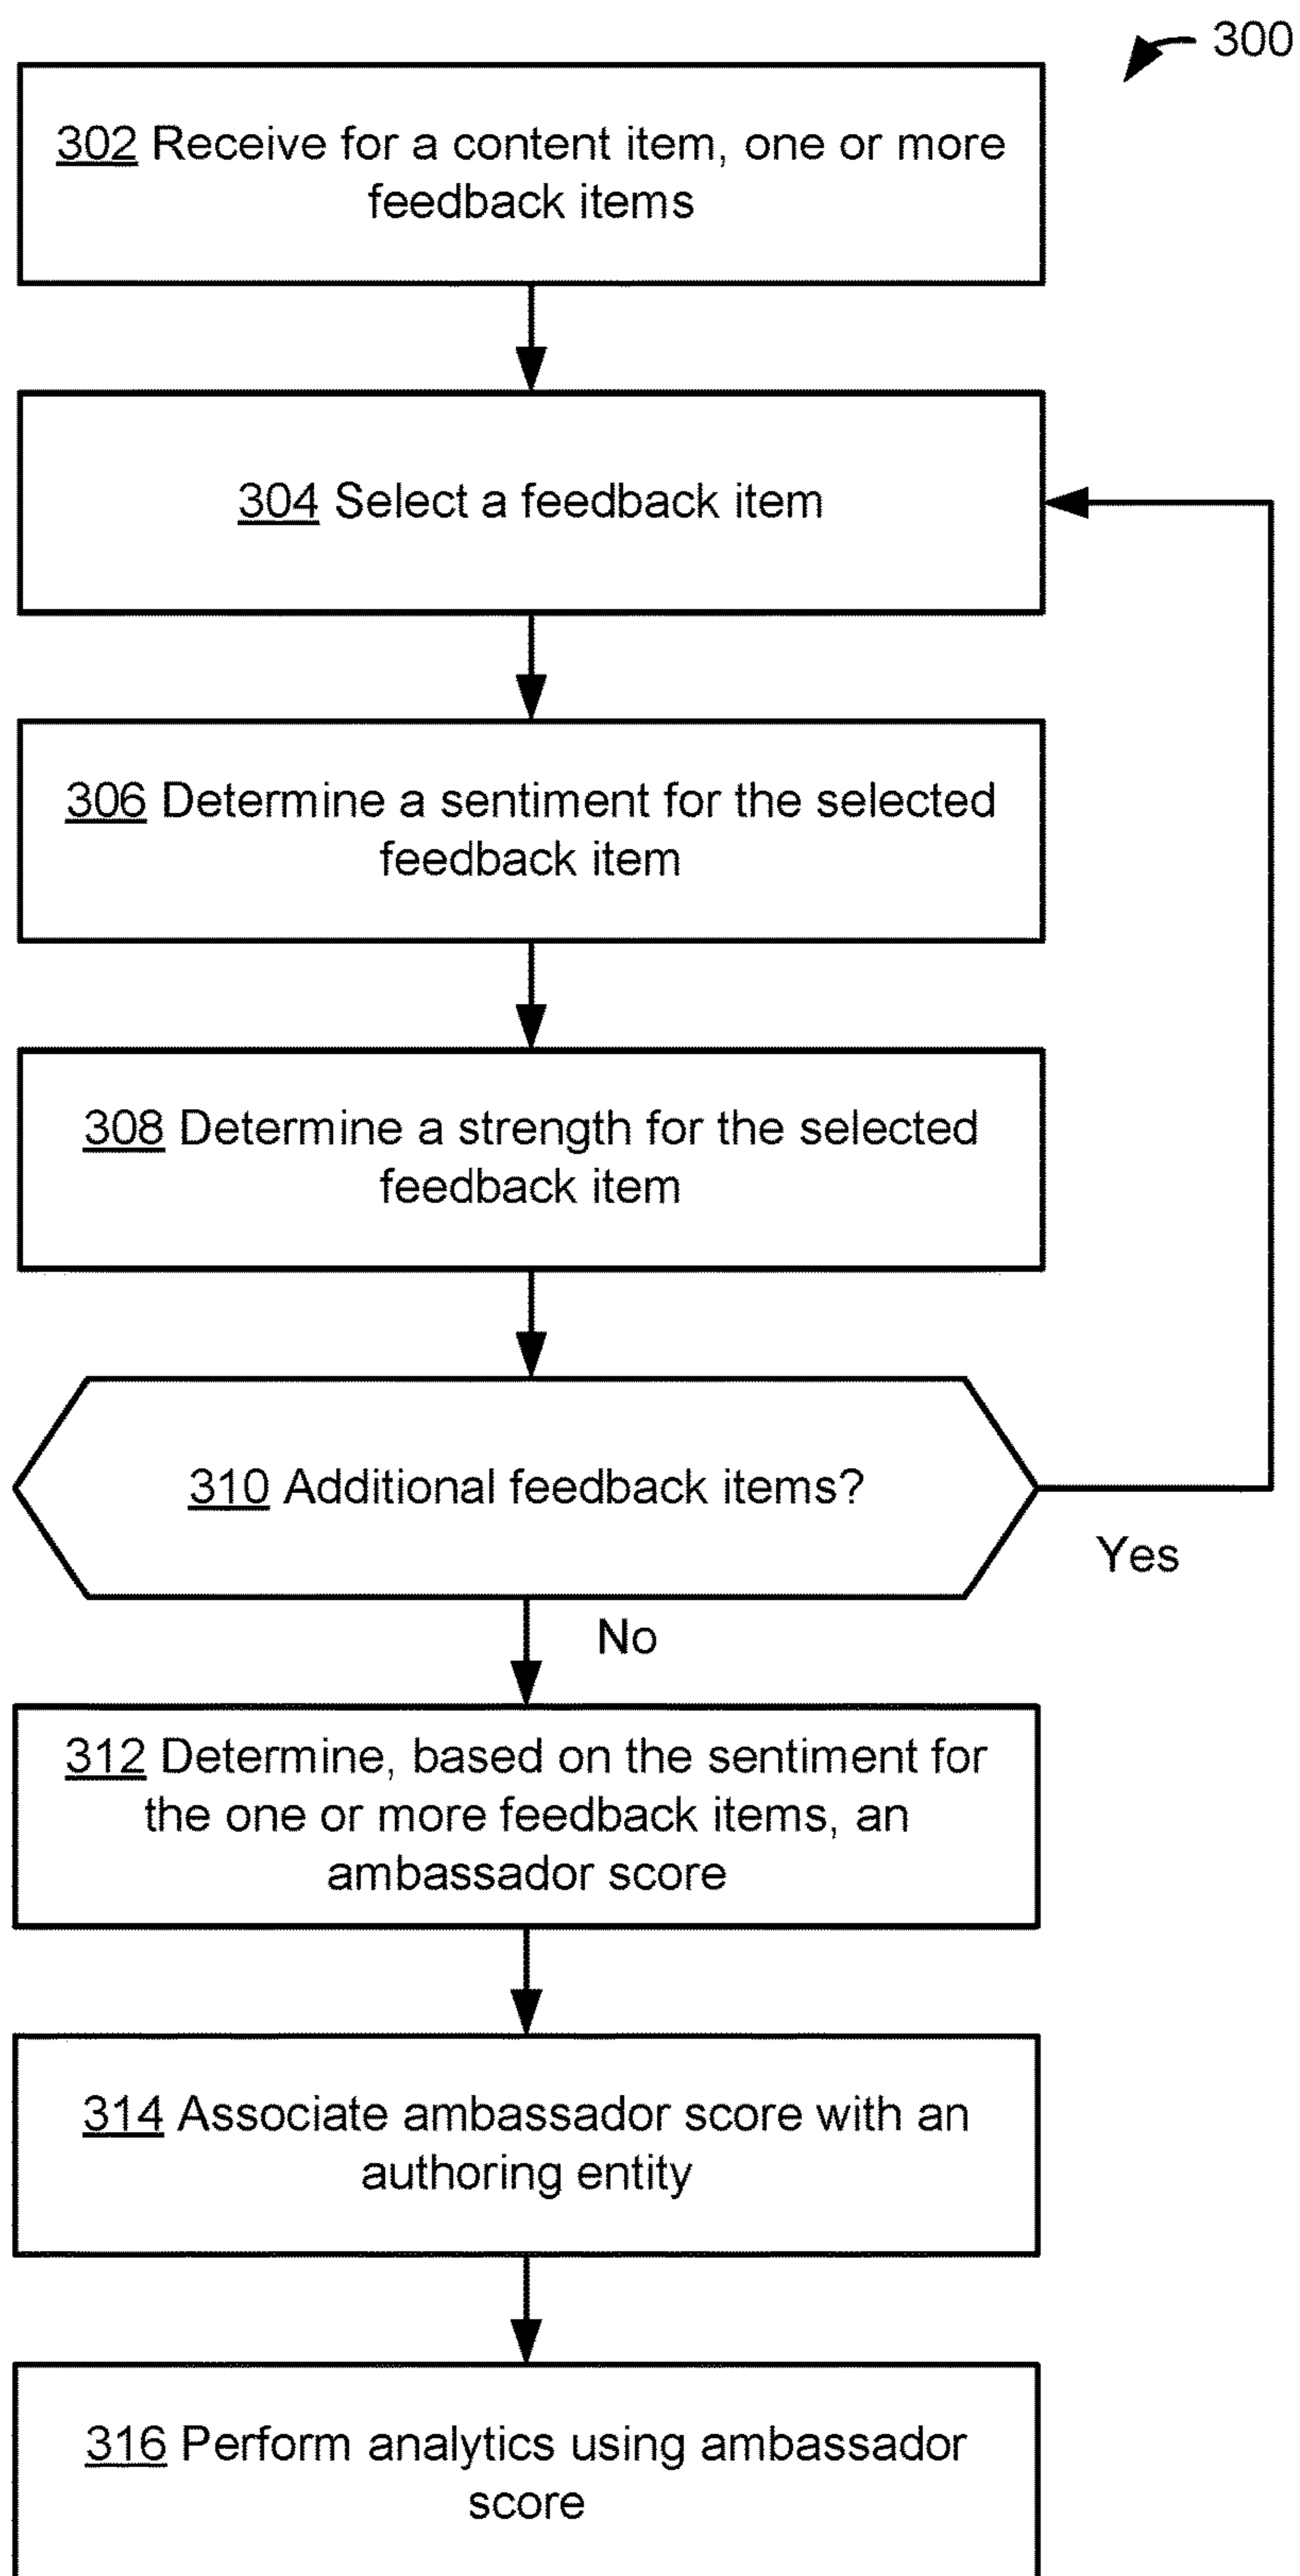 300
302 Receive for a content item, one or more
feedback items
304 Select a feedback item
306 Determine a sentiment for the selected
feedback item
308 Determine a strength for the selected
feedback item
310 Additional feedback items?
Yes
No
312 Determine, based on the sentiment for
the one or more feedback items, an
ambassador score
314 Associate ambassador score with an
authoring entity
316 Perform analytics using ambassador
score